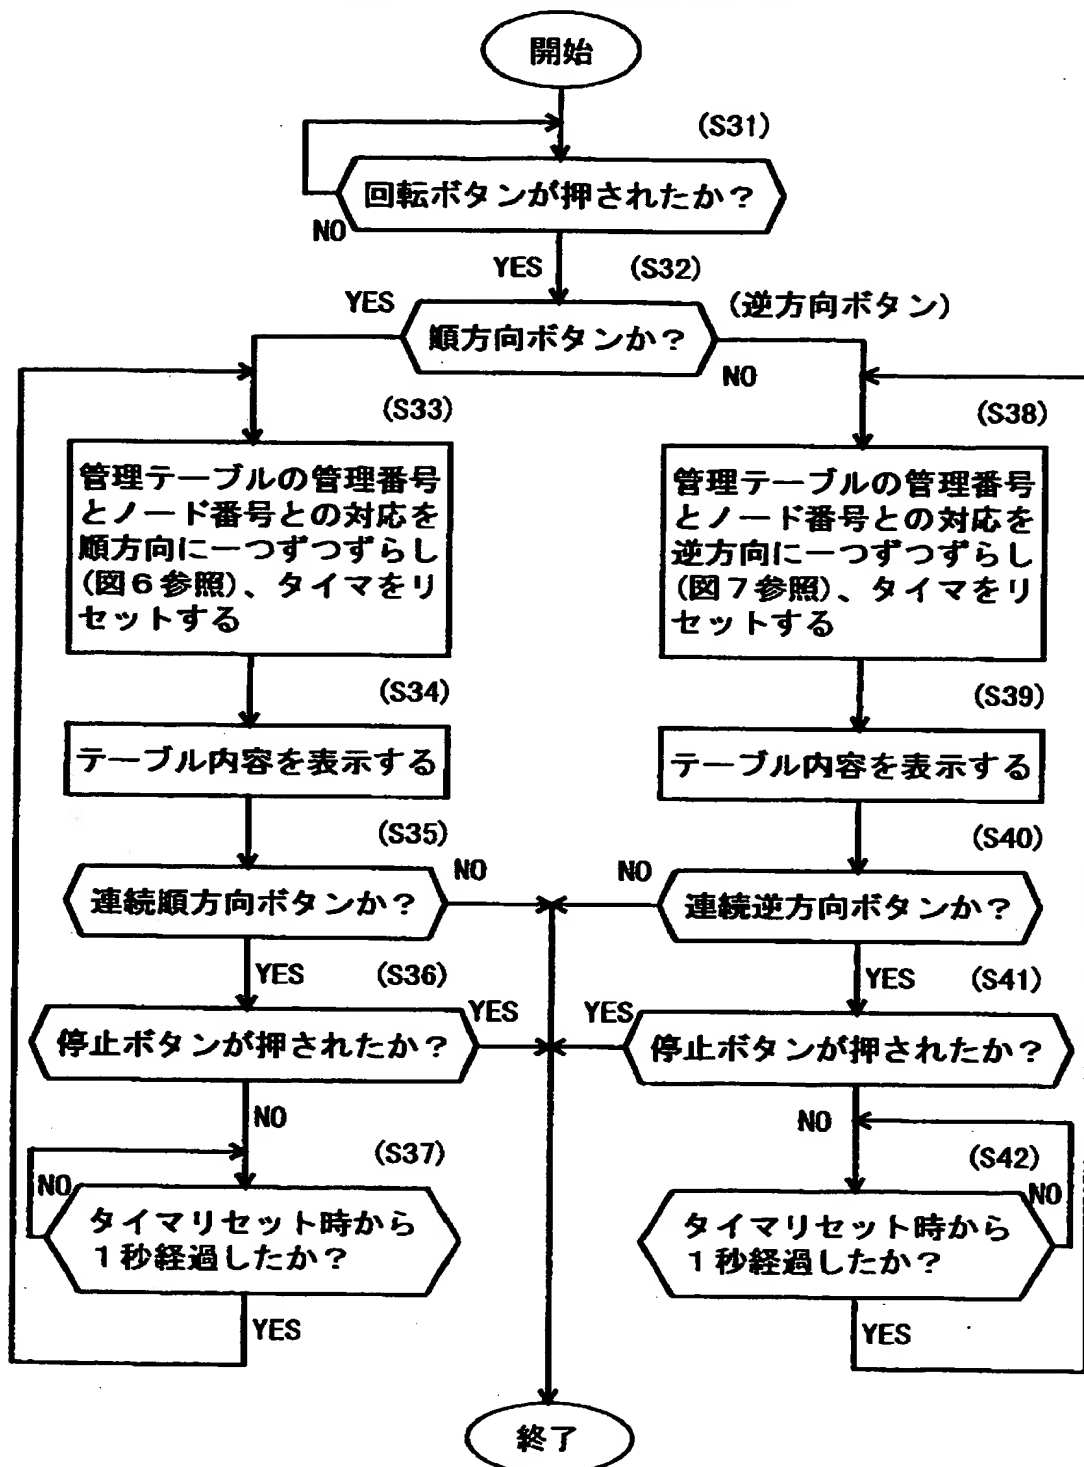 開始
(S31)
回転ボタンが押されたか？
NO
YES
(S32)
YES
順方向ボタンか？
(逆方向ボタン)
NO
(S33)
管理テーブルの管理番号
とノード番号との対応を
順方向に一つずつずらし
(図６参照)、タイマをリ
セットする
(S34)
テーブル内容を表示する
(S35)
連続順方向ボタンか？
NO
YES
(S36)
停止ボタンが押されたか？
YES
NO
(S37)
NO
タイマリセット時から
１秒経過したか？
YES
(S38)
管理テーブルの管理番号
とノード番号との対応を
逆方向に一つずつずらし
(図７参照)、タイマをリ
セットする
(S39)
テーブル内容を表示する
(S40)
NO
連続逆方向ボタンか？
YES
(S41)
YES
停止ボタンが押されたか？
NO
(S42)
NO
タイマリセット時から
１秒経過したか？
YES
終了